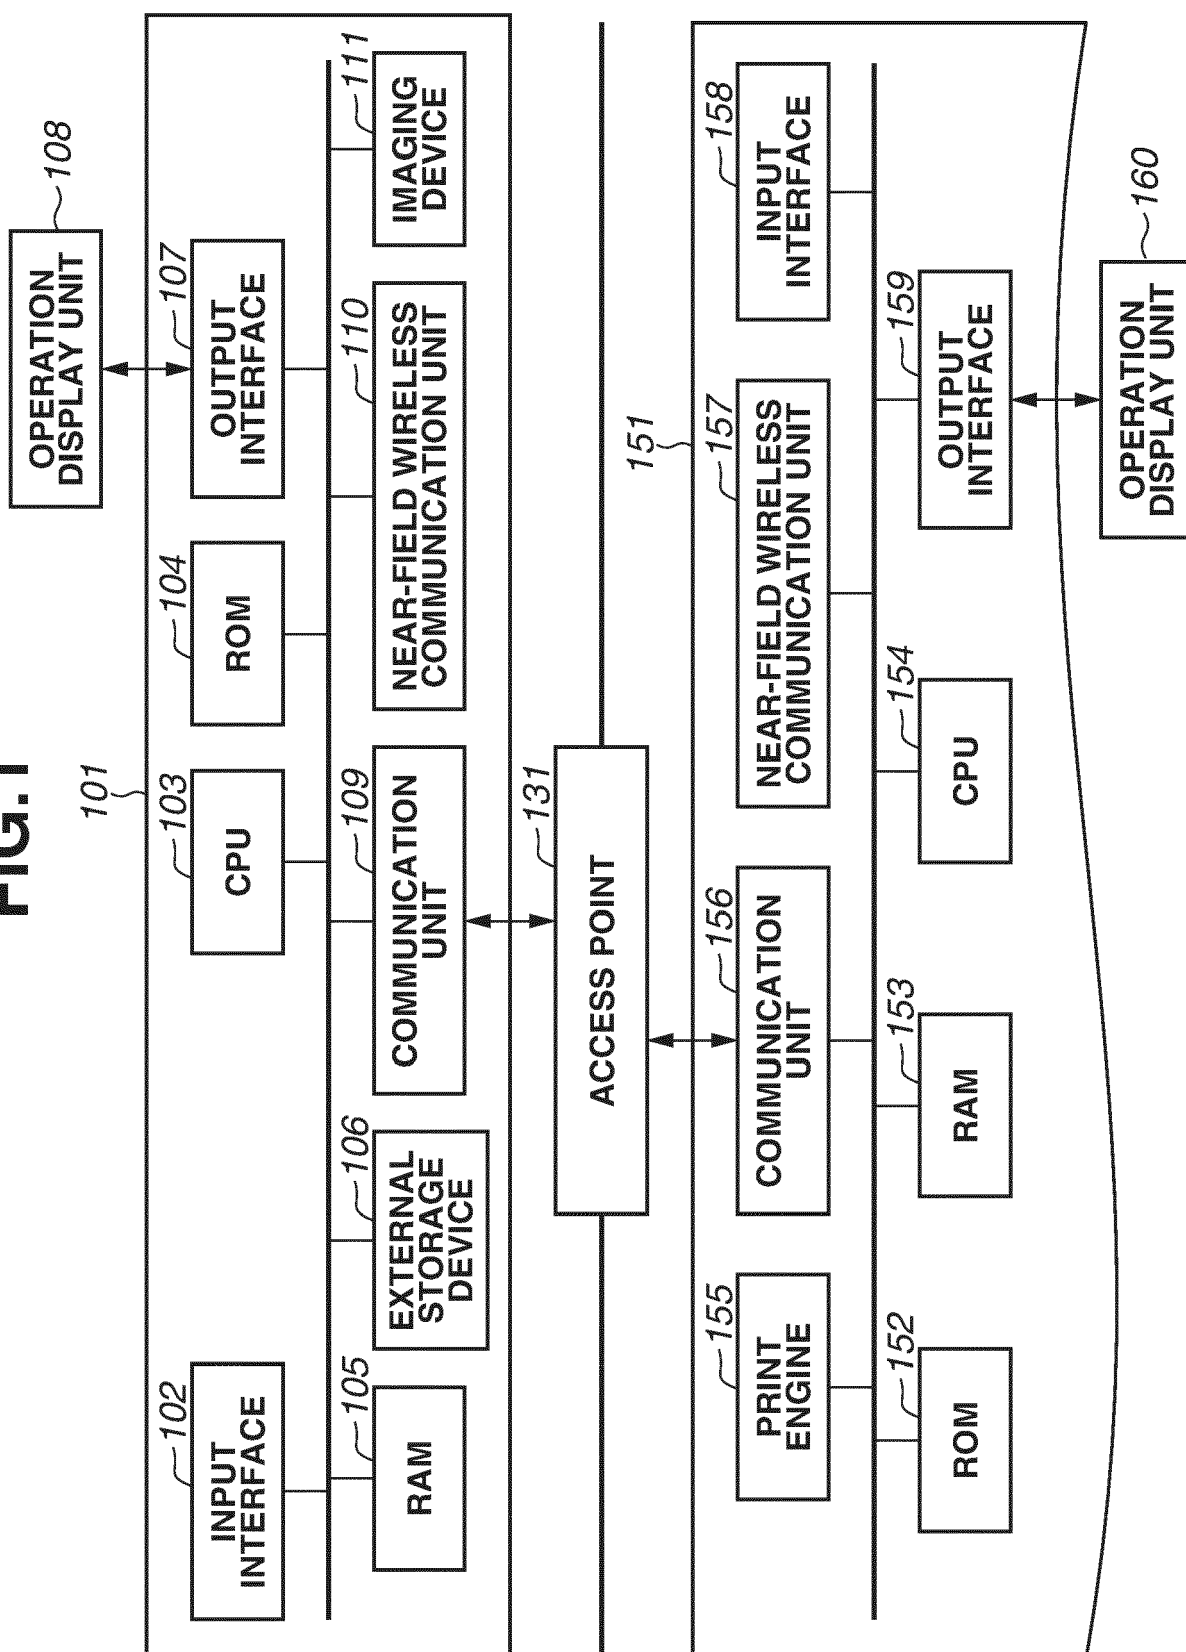 FIG.1
101
102
INPUT
INTERFACE
103
CPU
104
ROM
107
OUTPUT
INTERFACE
108
OPERATION
DISPLAY UNIT
105
RAM
106
EXTERNAL
STORAGE
DEVICE
109
COMMUNICATION
UNIT
110
NEAR-FIELD WIRELESS
COMMUNICATION UNIT
111
IMAGING
DEVICE
131
ACCESS POINT
151
155
PRINT
ENGINE
156
COMMUNICATION
UNIT
157
NEAR-FIELD WIRELESS
COMMUNICATION UNIT
158
INPUT
INTERFACE
152
ROM
153
RAM
154
CPU
159
OUTPUT
INTERFACE
160
OPERATION
DISPLAY UNIT